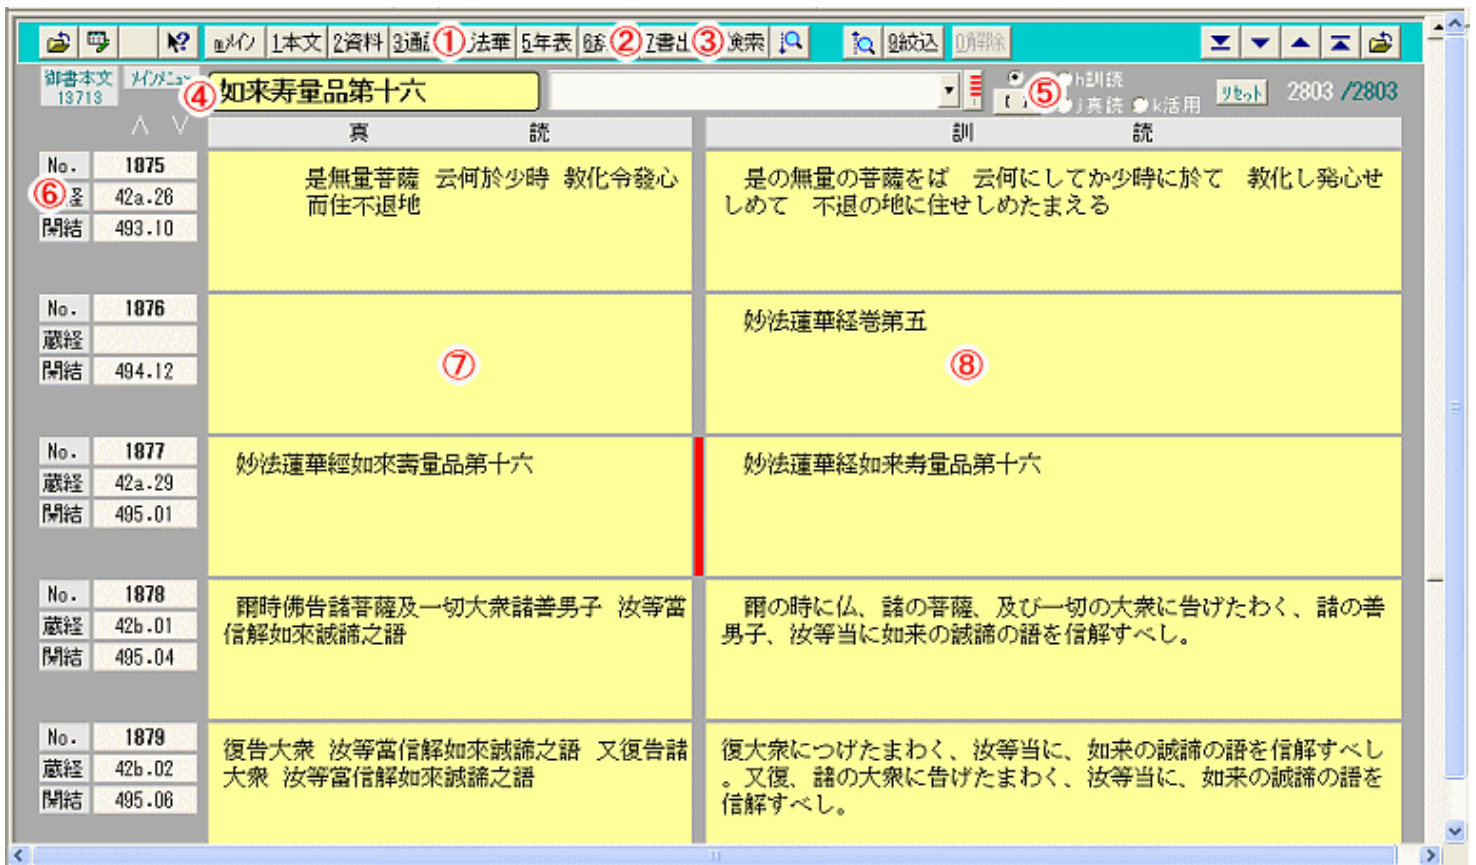 mメイン 1本文 2資料 3通 ① 法華 5年表 6 ② 7書出 ③ 検索 9絞込 0解除
御書本文 メインメニュー
13713
④ 如来寿量品第十六
⑤ h訓読
j真読 k活用
リセット 2803 /2803
∧ ∨
真 読 訓 読
No. 1875
⑥ 経 42a.26
開結 493.10
是無量菩薩 云何於少時 教化令發心
而住不退地
是の無量の菩薩をば 云何にしてか少時に於て 教化し発心せ
しめて 不退の地に住せしめたまえる
No. 1876
蔵経
開結 494.12
⑦
妙法蓮華経巻第五
⑧
No. 1877
蔵経 42a.29
開結 495.01
妙法蓮華經如來壽量品第十六
妙法蓮華経如来寿量品第十六
No. 1878
蔵経 42b.01
開結 495.04
爾時佛告諸菩薩及一切大衆諸善男子 汝等當
信解如來誠諦之語
爾の時に仏、諸の菩薩、及び一切の大衆に告げたわく、諸の善
男子、汝等当に如来の誠諦の語を信解すべし。
No. 1879
蔵経 42b.02
開結 495.06
復告大衆 汝等當信解如來誠諦之語 又復告諸
大衆 汝等當信解如來誠諦之語
復大衆につげたまわく、汝等当に、如来の誠諦の語を信解すべし
。又復、諸の大衆に告げたまわく、汝等当に、如来の誠諦の語を
信解すべし。